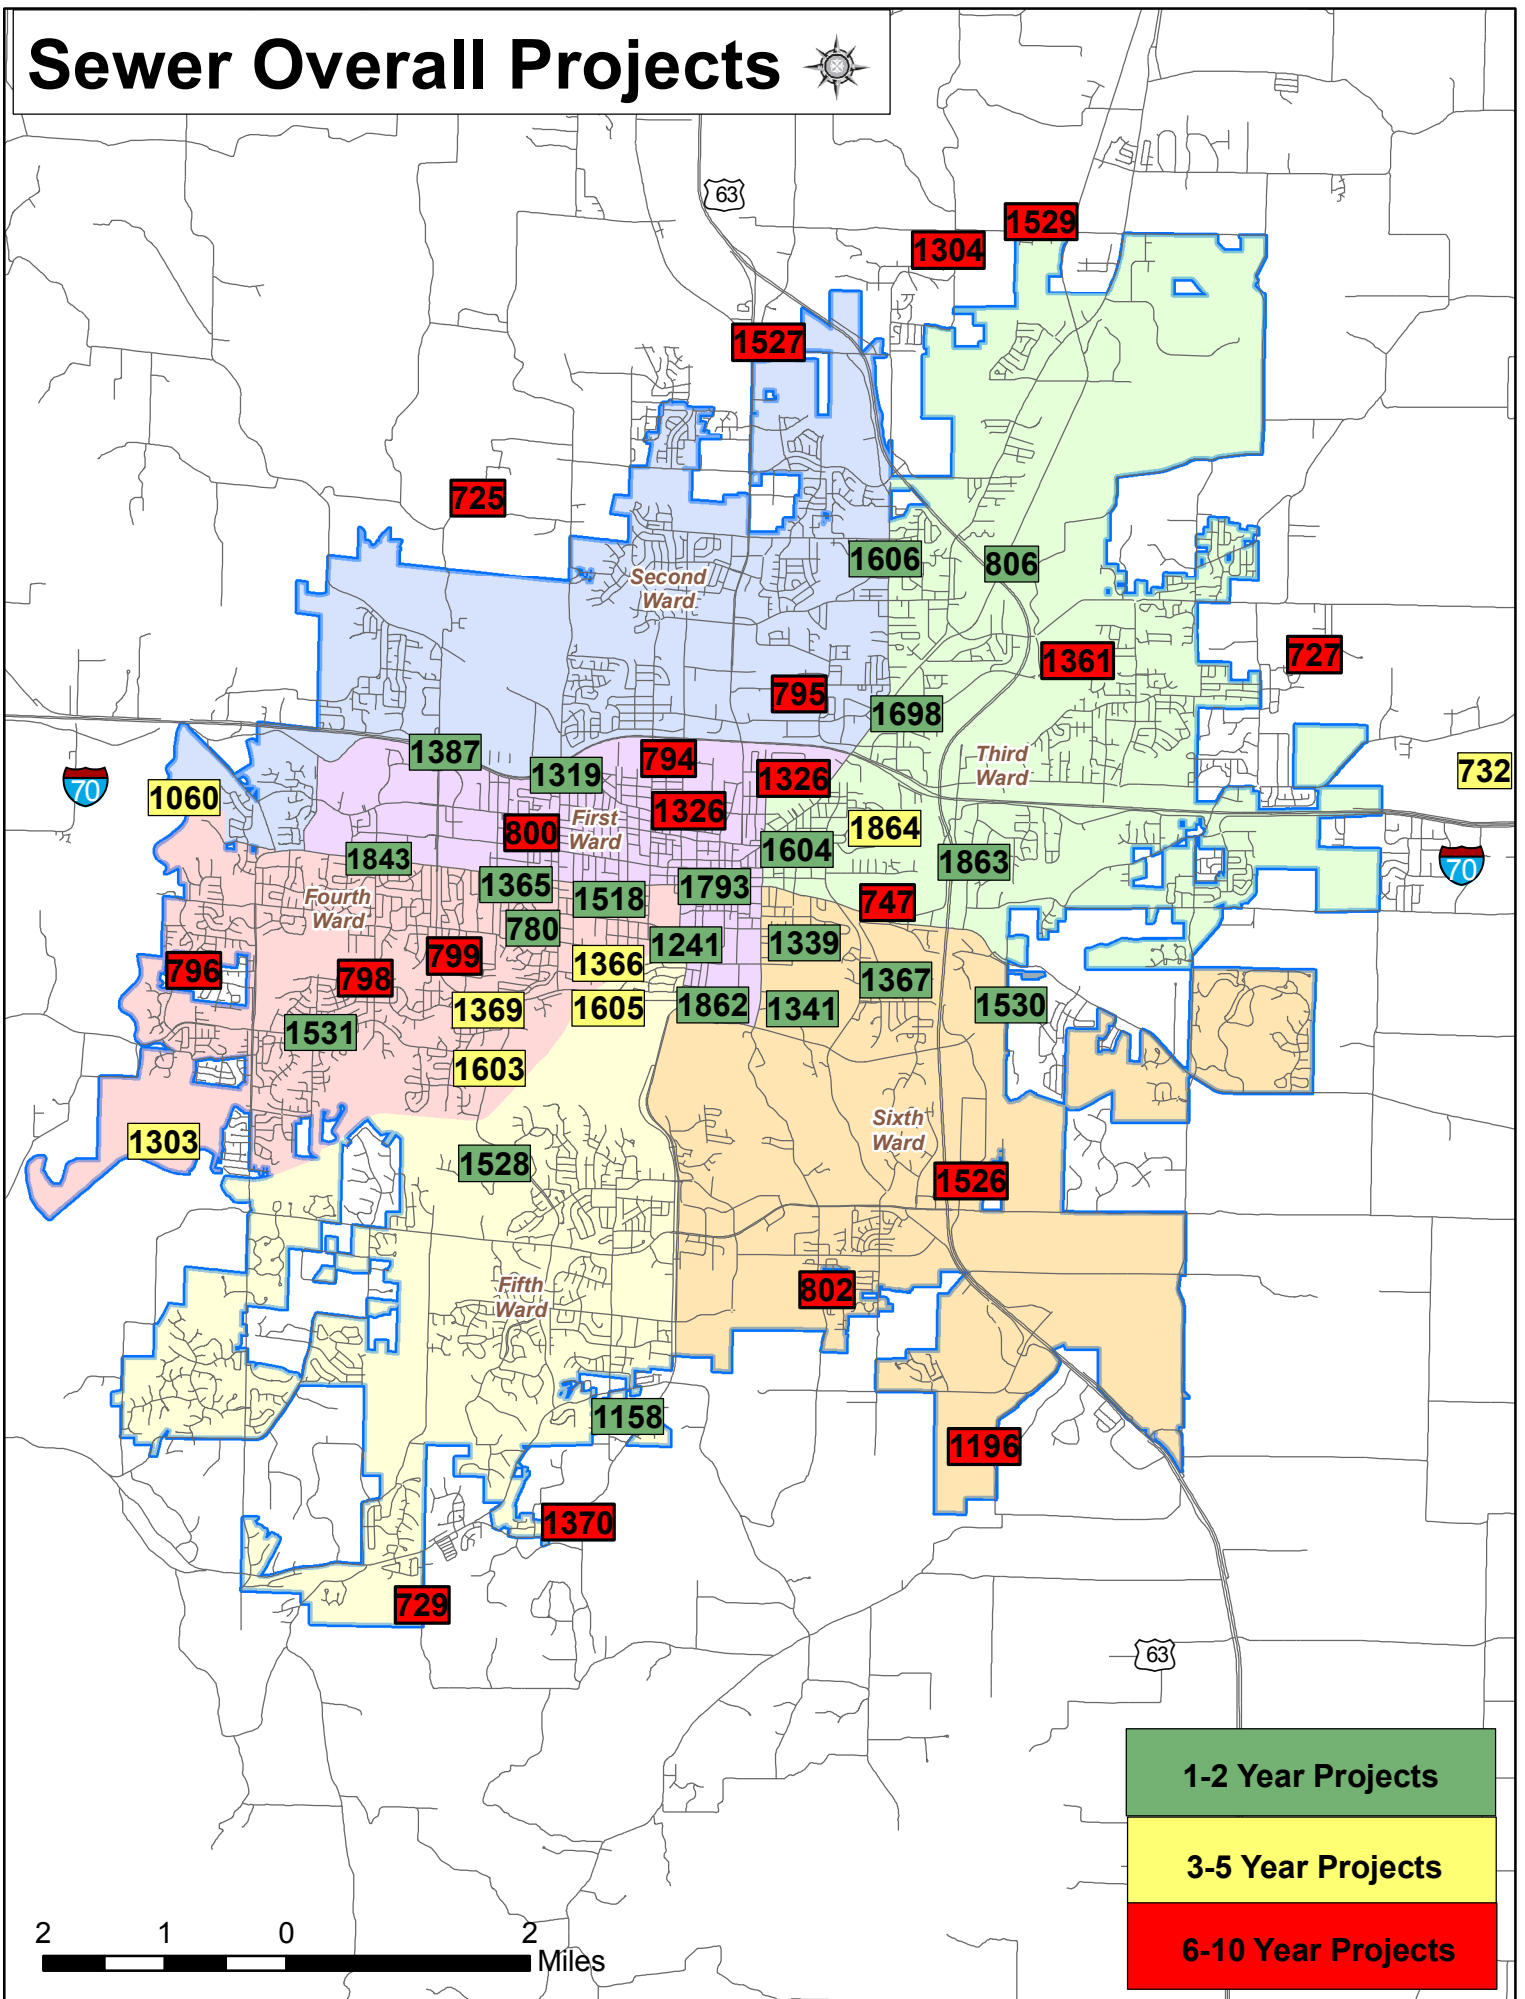 Sewer Overall Projects
63
1529
1304
1527
725
1606
806
Second
Ward
1361
727
795
1698
1387
794
Third
Ward
1319
1326
732
70
1060
1326
800
First
Ward
1864
1604
1843
1863
70
1365
1793
1518
Fourth
Ward
747
780
1241
1339
1366
799
796
798
1367
1369
1605
1862
1341
1530
1531
1603
Sixth
Ward
1303
1528
1526
Fifth
Ward
802
1158
1196
1370
729
63
1-2 Year Projects
3-5 Year Projects
6-10 Year Projects
2 1 0 2
Miles